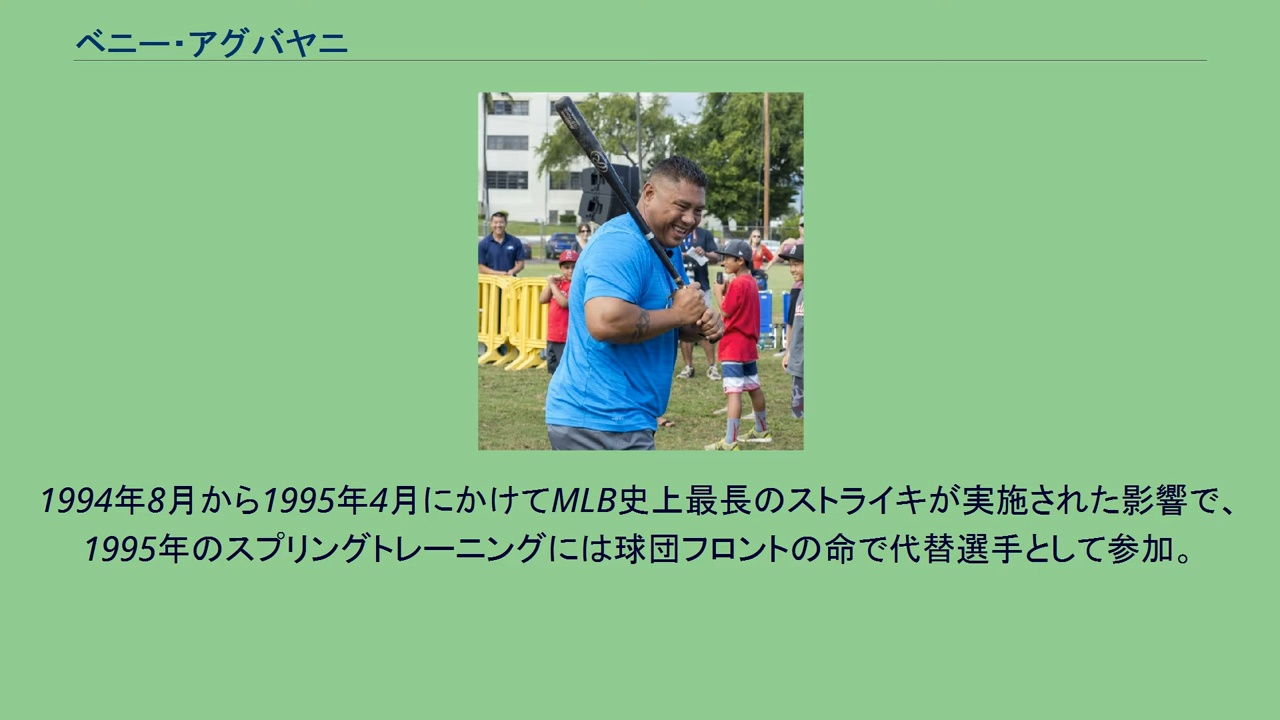 ベニー・アグバヤニ
1994年8月から1995年4月にかけてMLB史上最長のストライキが実施された影響で、
1995年のスプリングトレーニングには球団フロントの命で代替選手として参加。